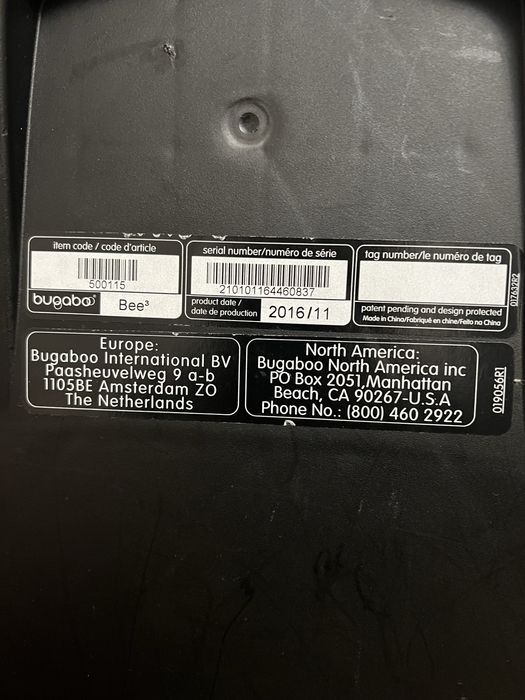 item code / code d'article
500115
bugaboo
Bee³
serial number/numéro de série
210101164460837
product date /
date de production
2016/11
tag number/le numéro de tag
patent pending and design protected
Made in China/Fabriqué en chine/Feito na China
017632R2
Europe:
Bugaboo International BV
Paasheuvelweg 9 a-b
1105BE Amsterdam ZO
The Netherlands
North America:
Bugaboo North America inc
PO Box 2051,Manhattan
Beach, CA 90267-U.S.A
Phone No.: (800) 460 2922
019056R1